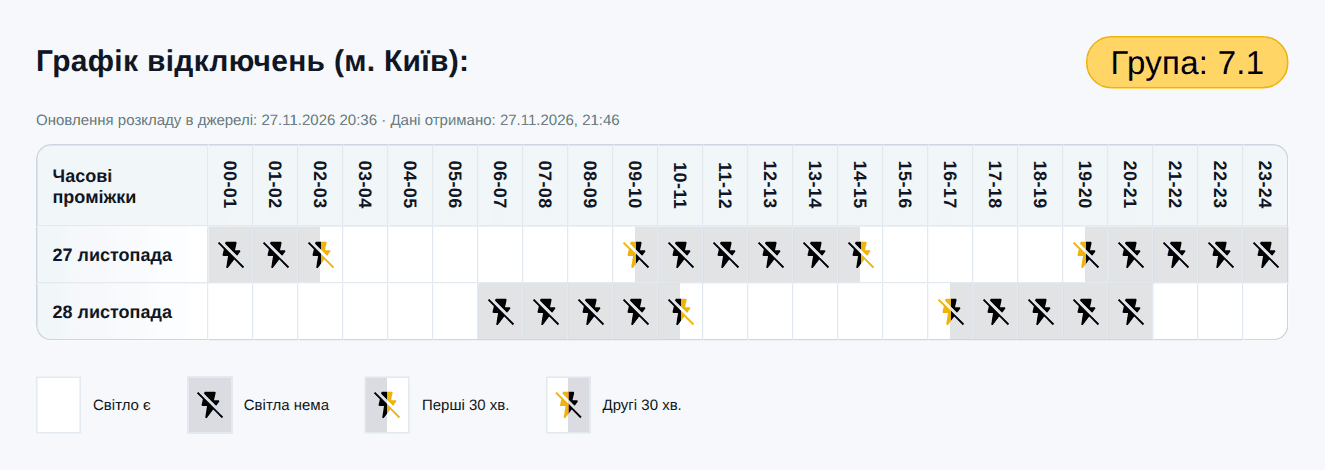 Графік відключень (м. Київ):
Група: 7.1
Оновлення розкладу в джерелі: 27.11.2026 20:36 · Дані отримано: 27.11.2026, 21:46
Часові
проміжки
00-01 01-02 02-03 03-04 04-05 05-06 06-07 07-08 08-09 09-10 10-11 11-12 12-13 13-14 14-15 15-16 16-17 17-18 18-19 19-20 20-21 21-22 22-23 23-24
27 листопада
28 листопада
Світло є
Світла нема
Перші 30 хв.
Другі 30 хв.